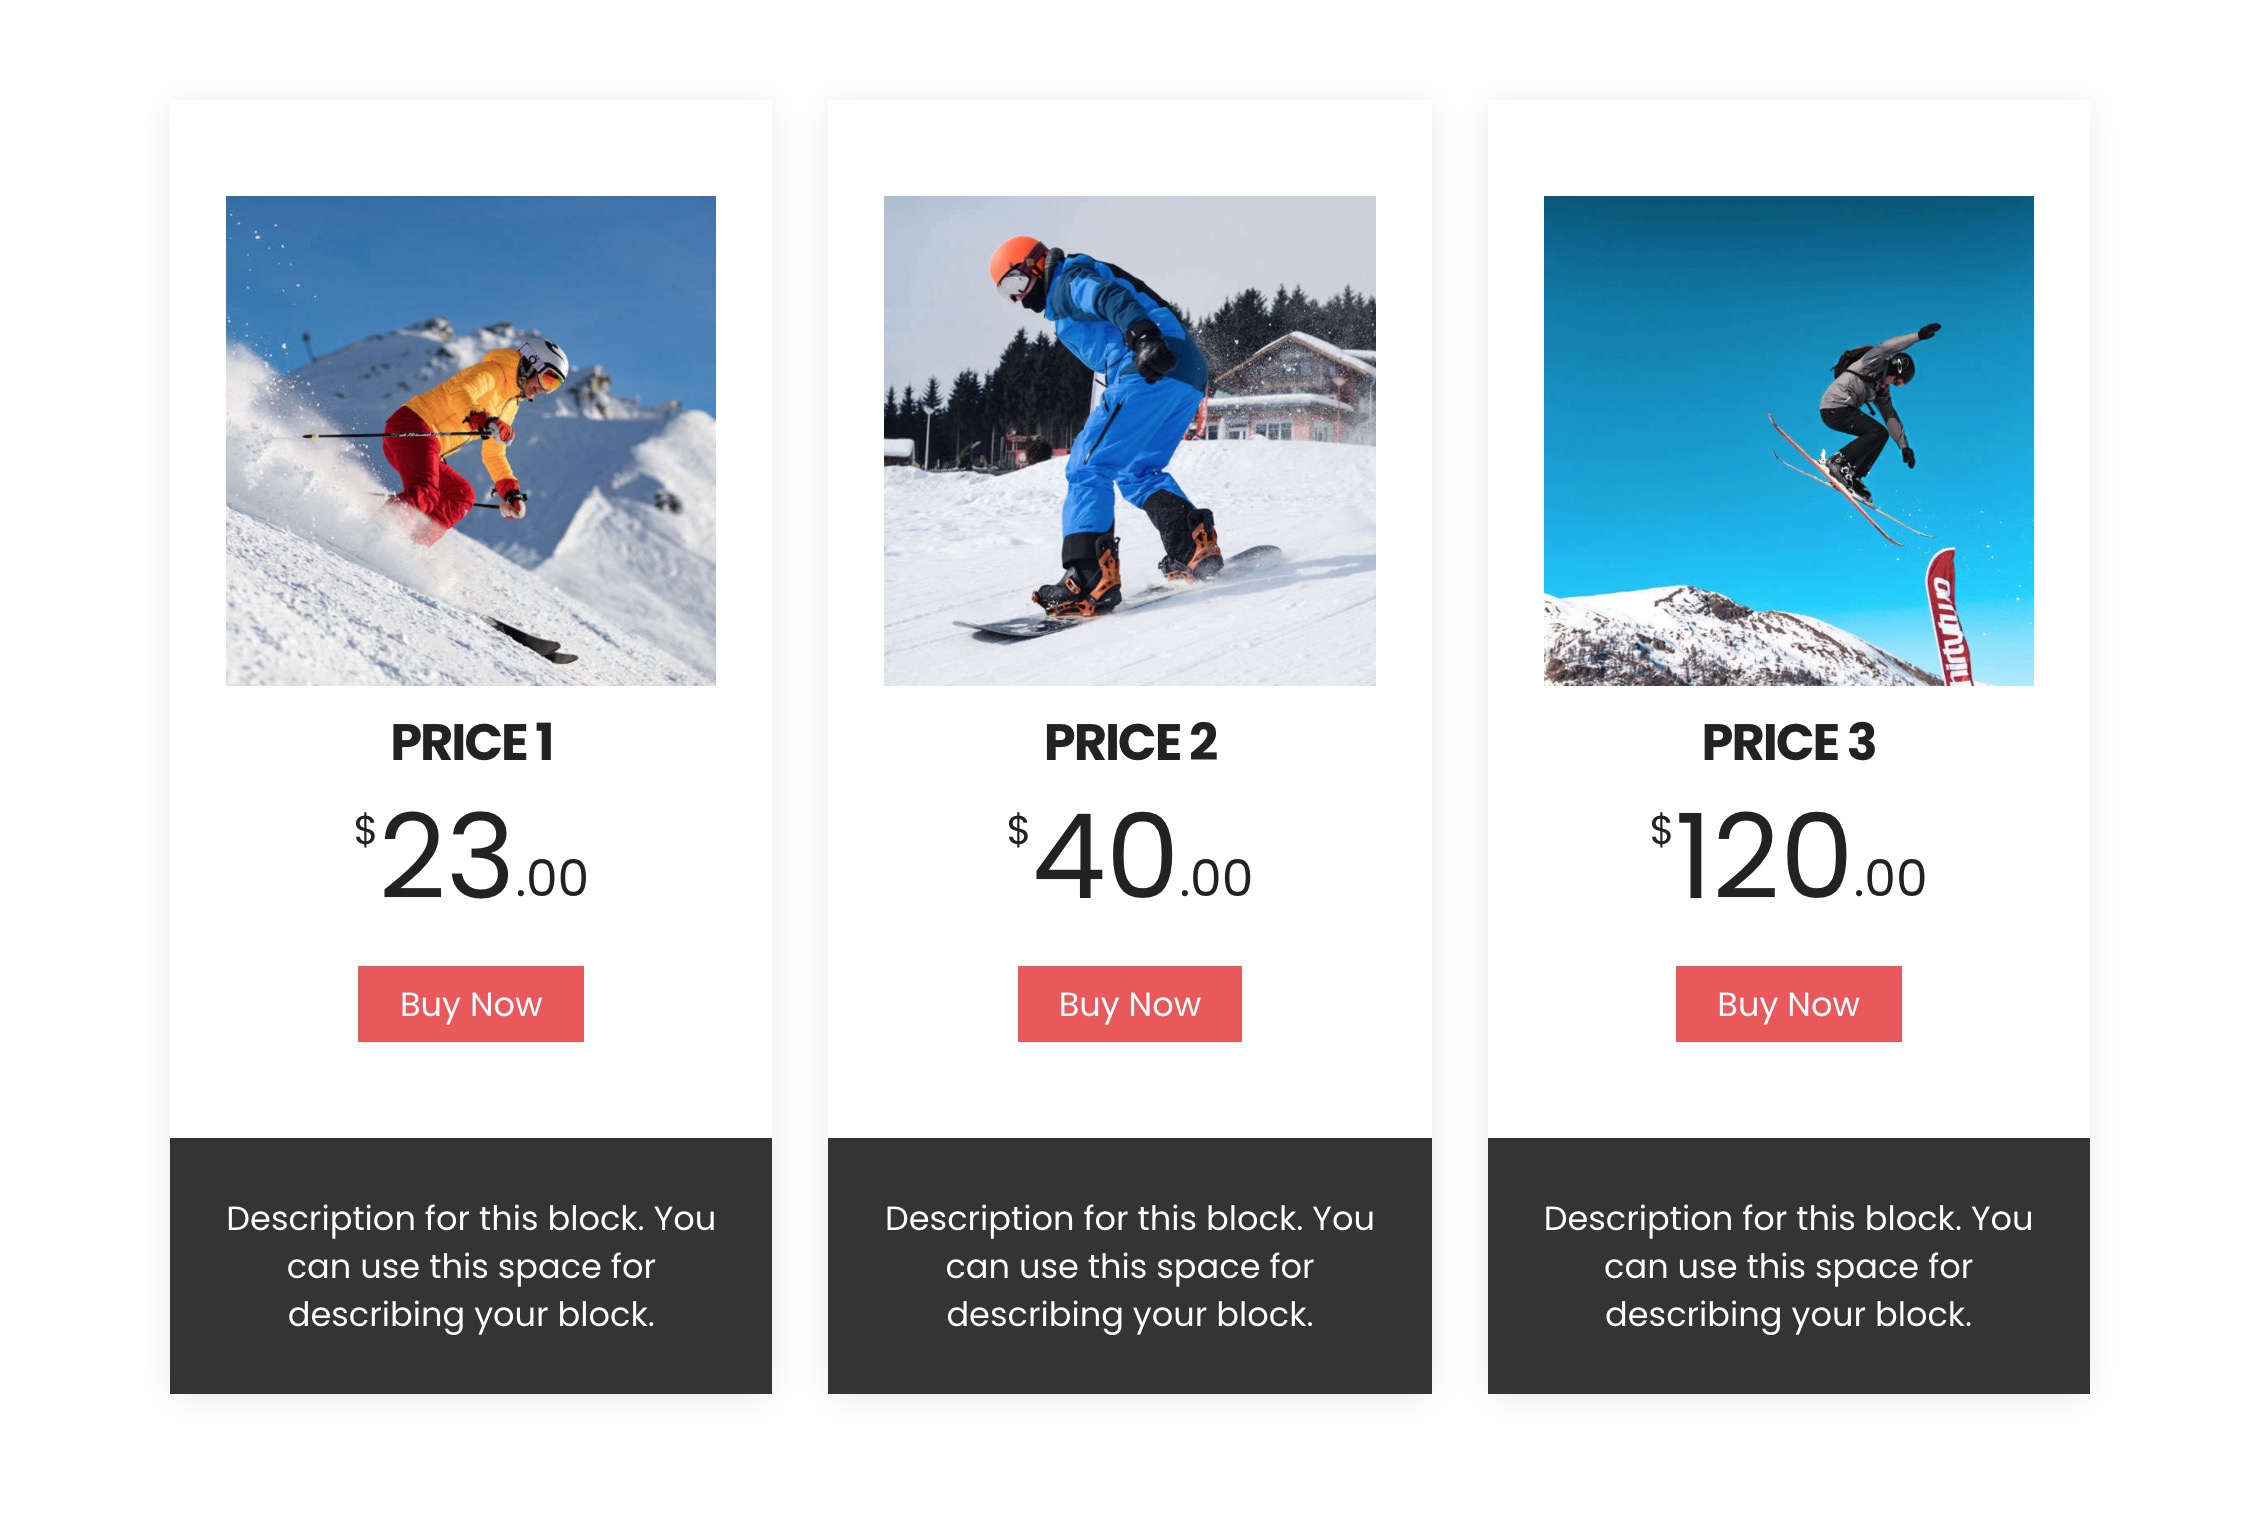 PRICE 1
$23.00
Buy Now
Description for this block. You
can use this space for
describing your block.
PRICE 2
$40.00
Buy Now
Description for this block. You
can use this space for
describing your block.
PRICE 3
$120.00
Buy Now
Description for this block. You
can use this space for
describing your block.